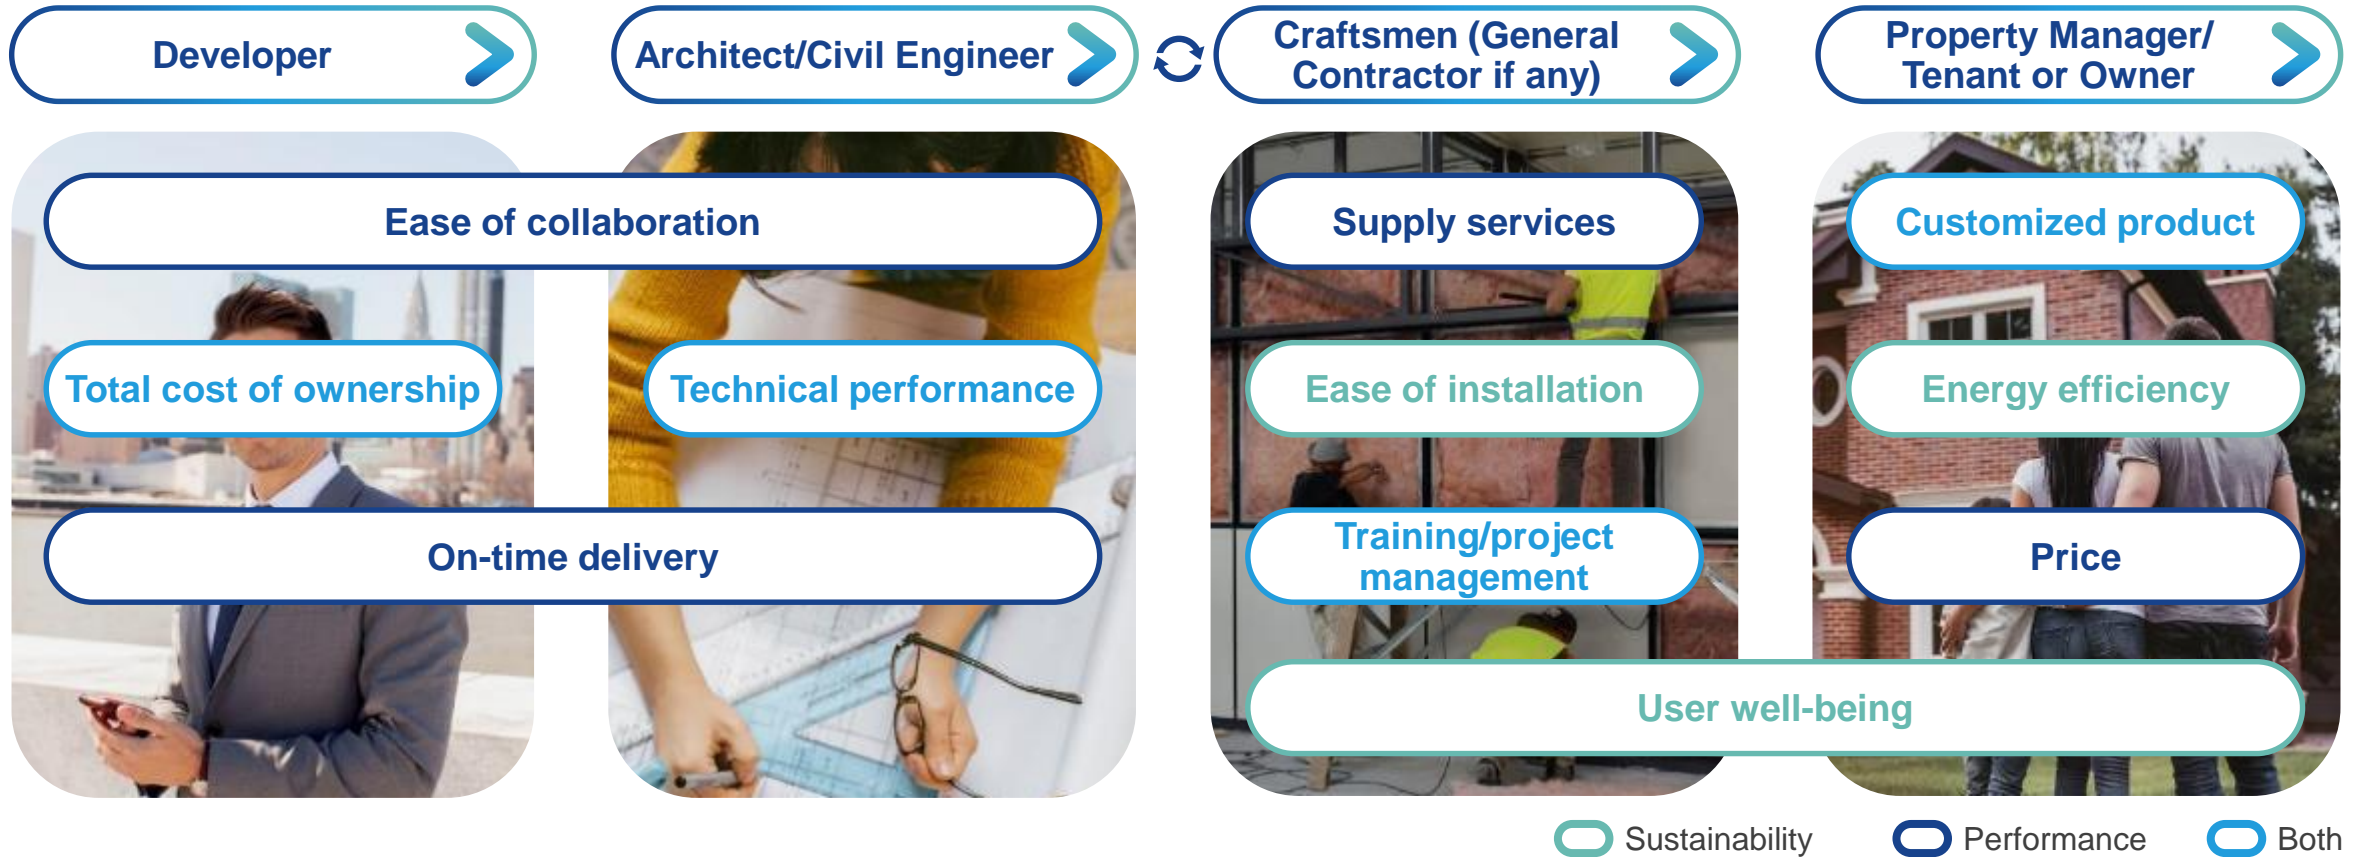 Developer
Architect/Civil Engineer
Craftsmen (General
Contractor if any)
Property Manager/
Tenant or Owner
Ease of collaboration
Supply services
Customized product
Total cost of ownership
Technical performance
Ease of installation
Energy efficiency
On-time delivery
Training/project
management
Price
User well-being
Sustainability
Performance
Both